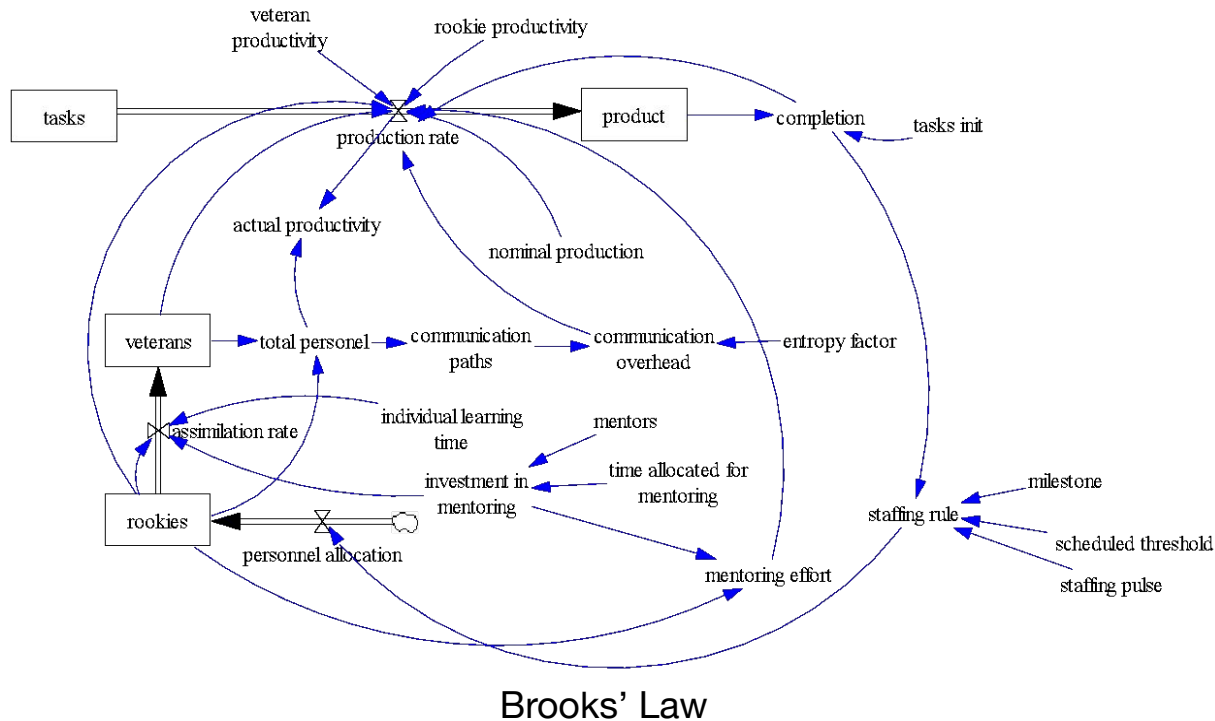 veteran
productivity
rookie productivity
tasks
product
completion
tasks init
production rate
actual productivity
nominal production
veterans
total personel
communication
paths
communication
overhead
entropy factor
assimilation rate
individual learning
time
mentors
investment in
mentoring
time allocated for
mentoring
rookies
personnel allocation
mentoring effort
staffing rule
milestone
scheduled threshold
staffing pulse
Brooks' Law